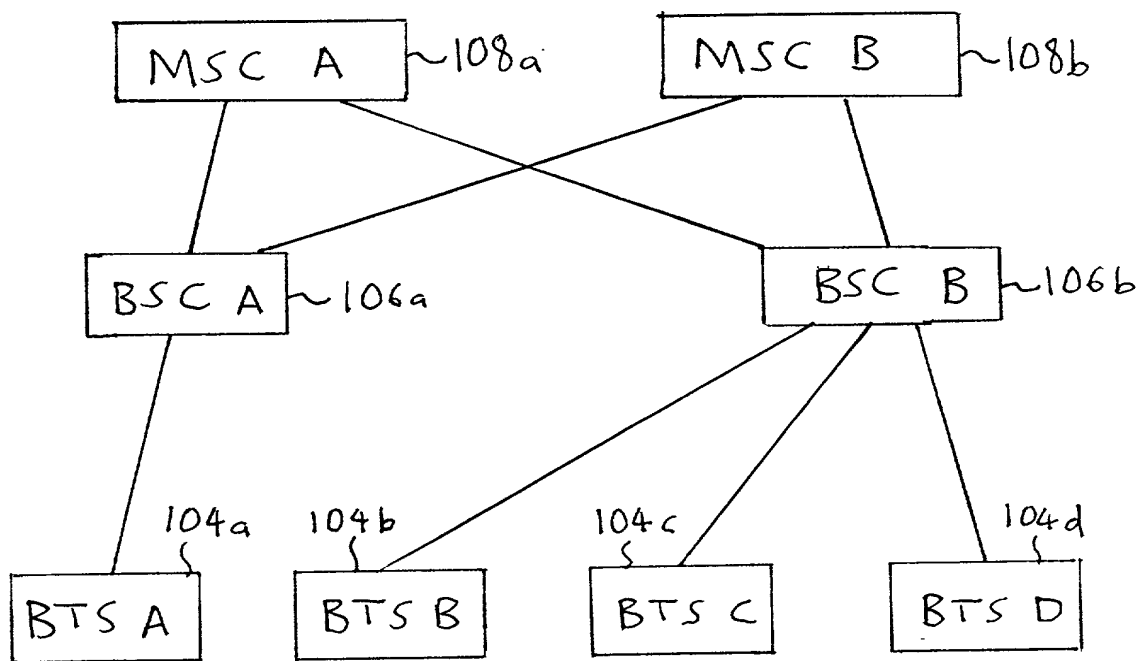 MSC A 108a
MSC B 108b
BSC A 106a
BSC B 106b
104a
104b
104c
104d
BTS A
BTS B
BTS C
BTS D